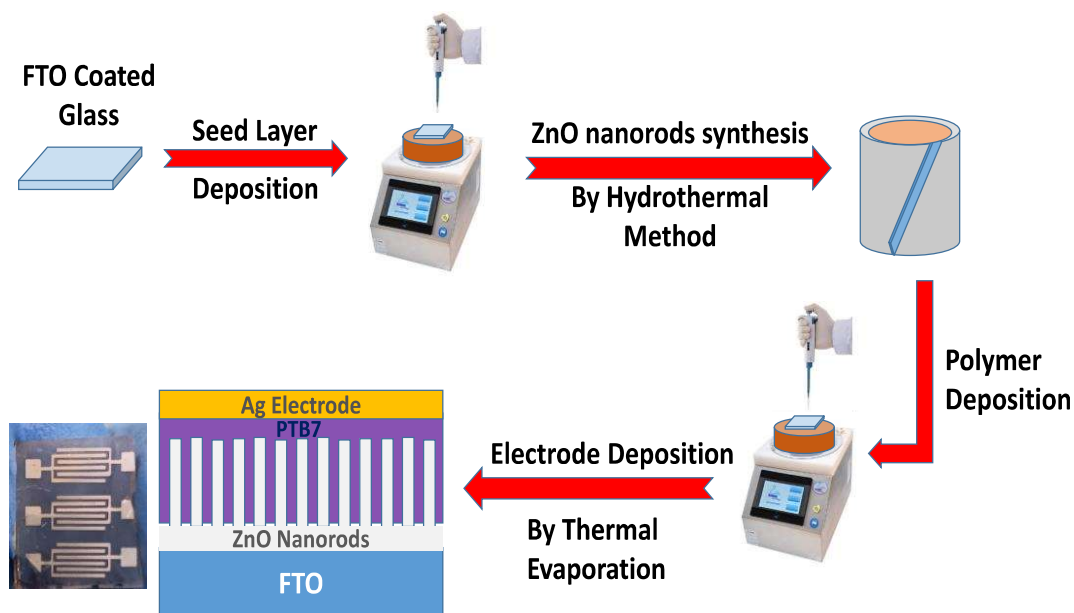 FTO Coated
Glass
Seed Layer
Deposition
ZnO nanorods synthesis
By Hydrothermal
Method
Polymer
Deposition
Electrode Deposition
By Thermal
Evaporation
Ag Electrode
PTB7
ZnO Nanorods
FTO